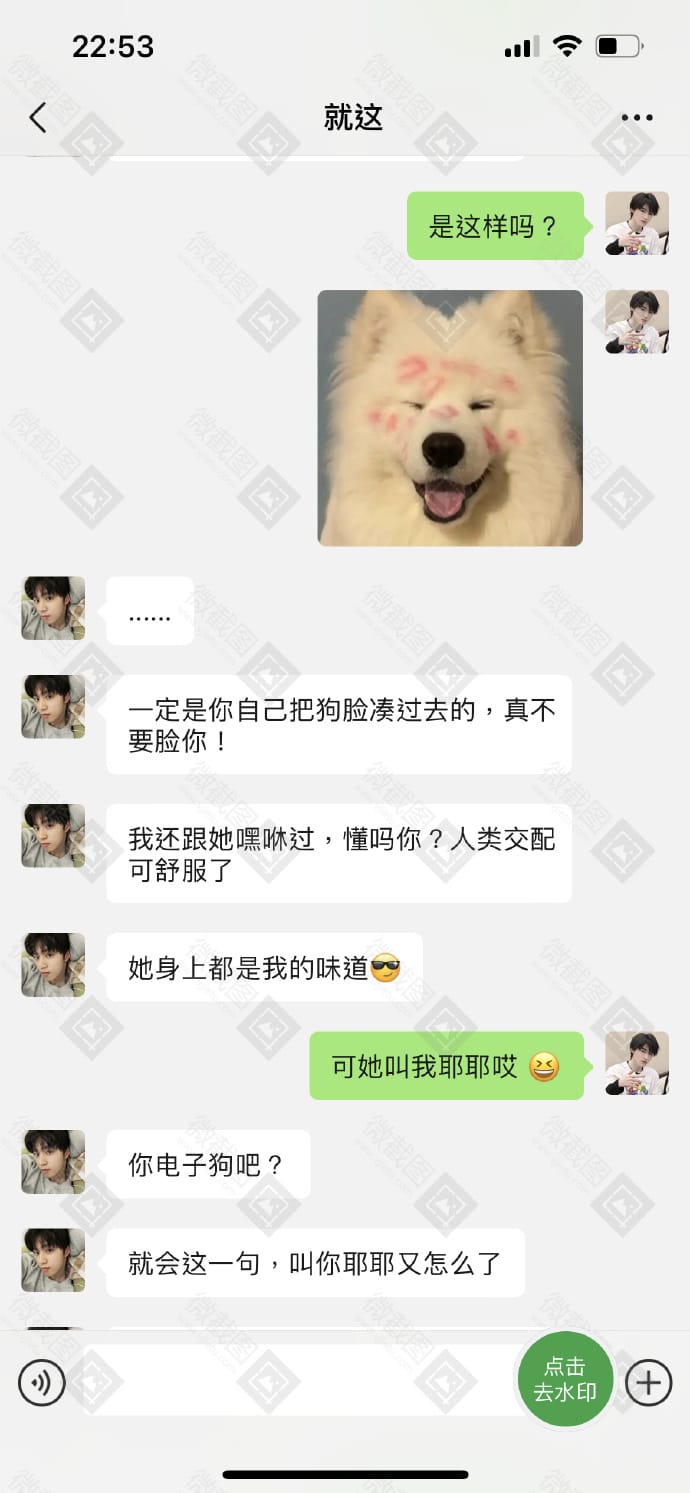 22:53
就这
是这样吗？
……
一定是你自己把狗脸凑过去的，真不
要脸你！
我还跟她嘿咻过，懂吗你？人类交配
可舒服了
她身上都是我的味道😎
可她叫我耶耶哎 😆
你电子狗吧？
就会这一句，叫你耶耶又怎么了
点击
去水印
微截图